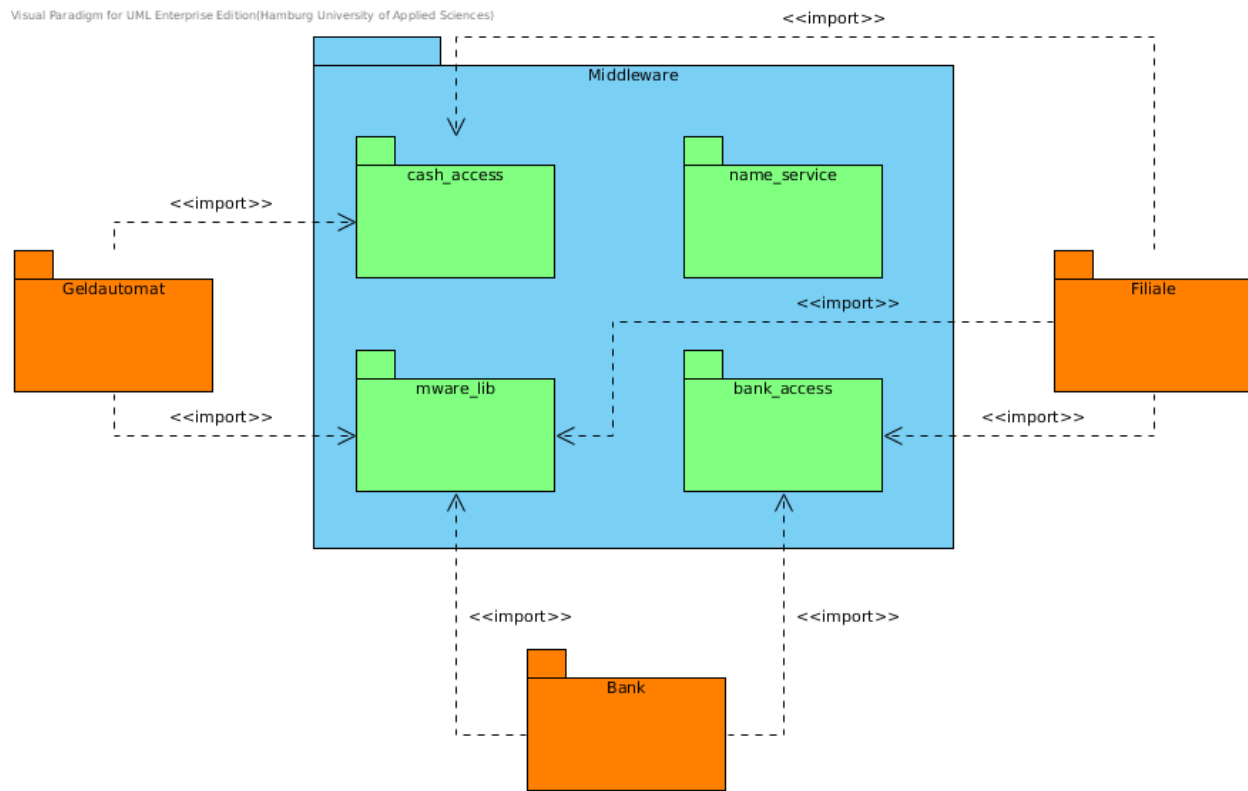 Visual Paradigm for UML Enterprise Edition(Hamburg University of Applied Sciences)
<<import>>
Middleware
cash_access
name_service
<<import>>
Geldautomat
Filiale
<<import>>
mware_lib
bank_access
<<import>>
<<import>>
<<import>>
<<import>>
Bank